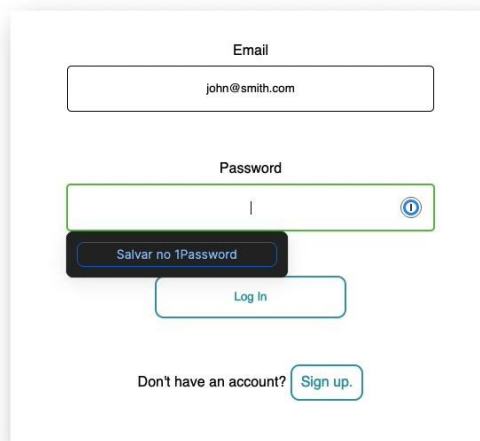 Email
john@smith.com
Password
Salvar no 1Password
Log In
Don't have an account? Sign up.